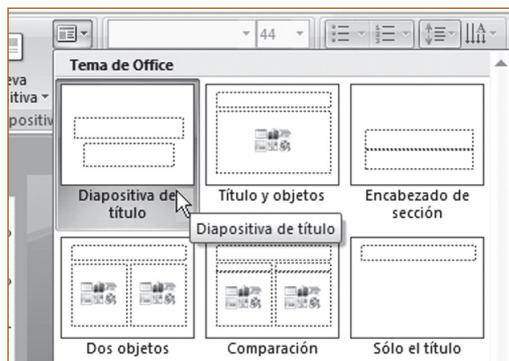 44
Tema de Office
eva
itiva
positiv
Diapositiva de
título
Título y objetos
Encabezado de
sección
Diapositiva de título
Dos objetos
Comparación
Sólo el título